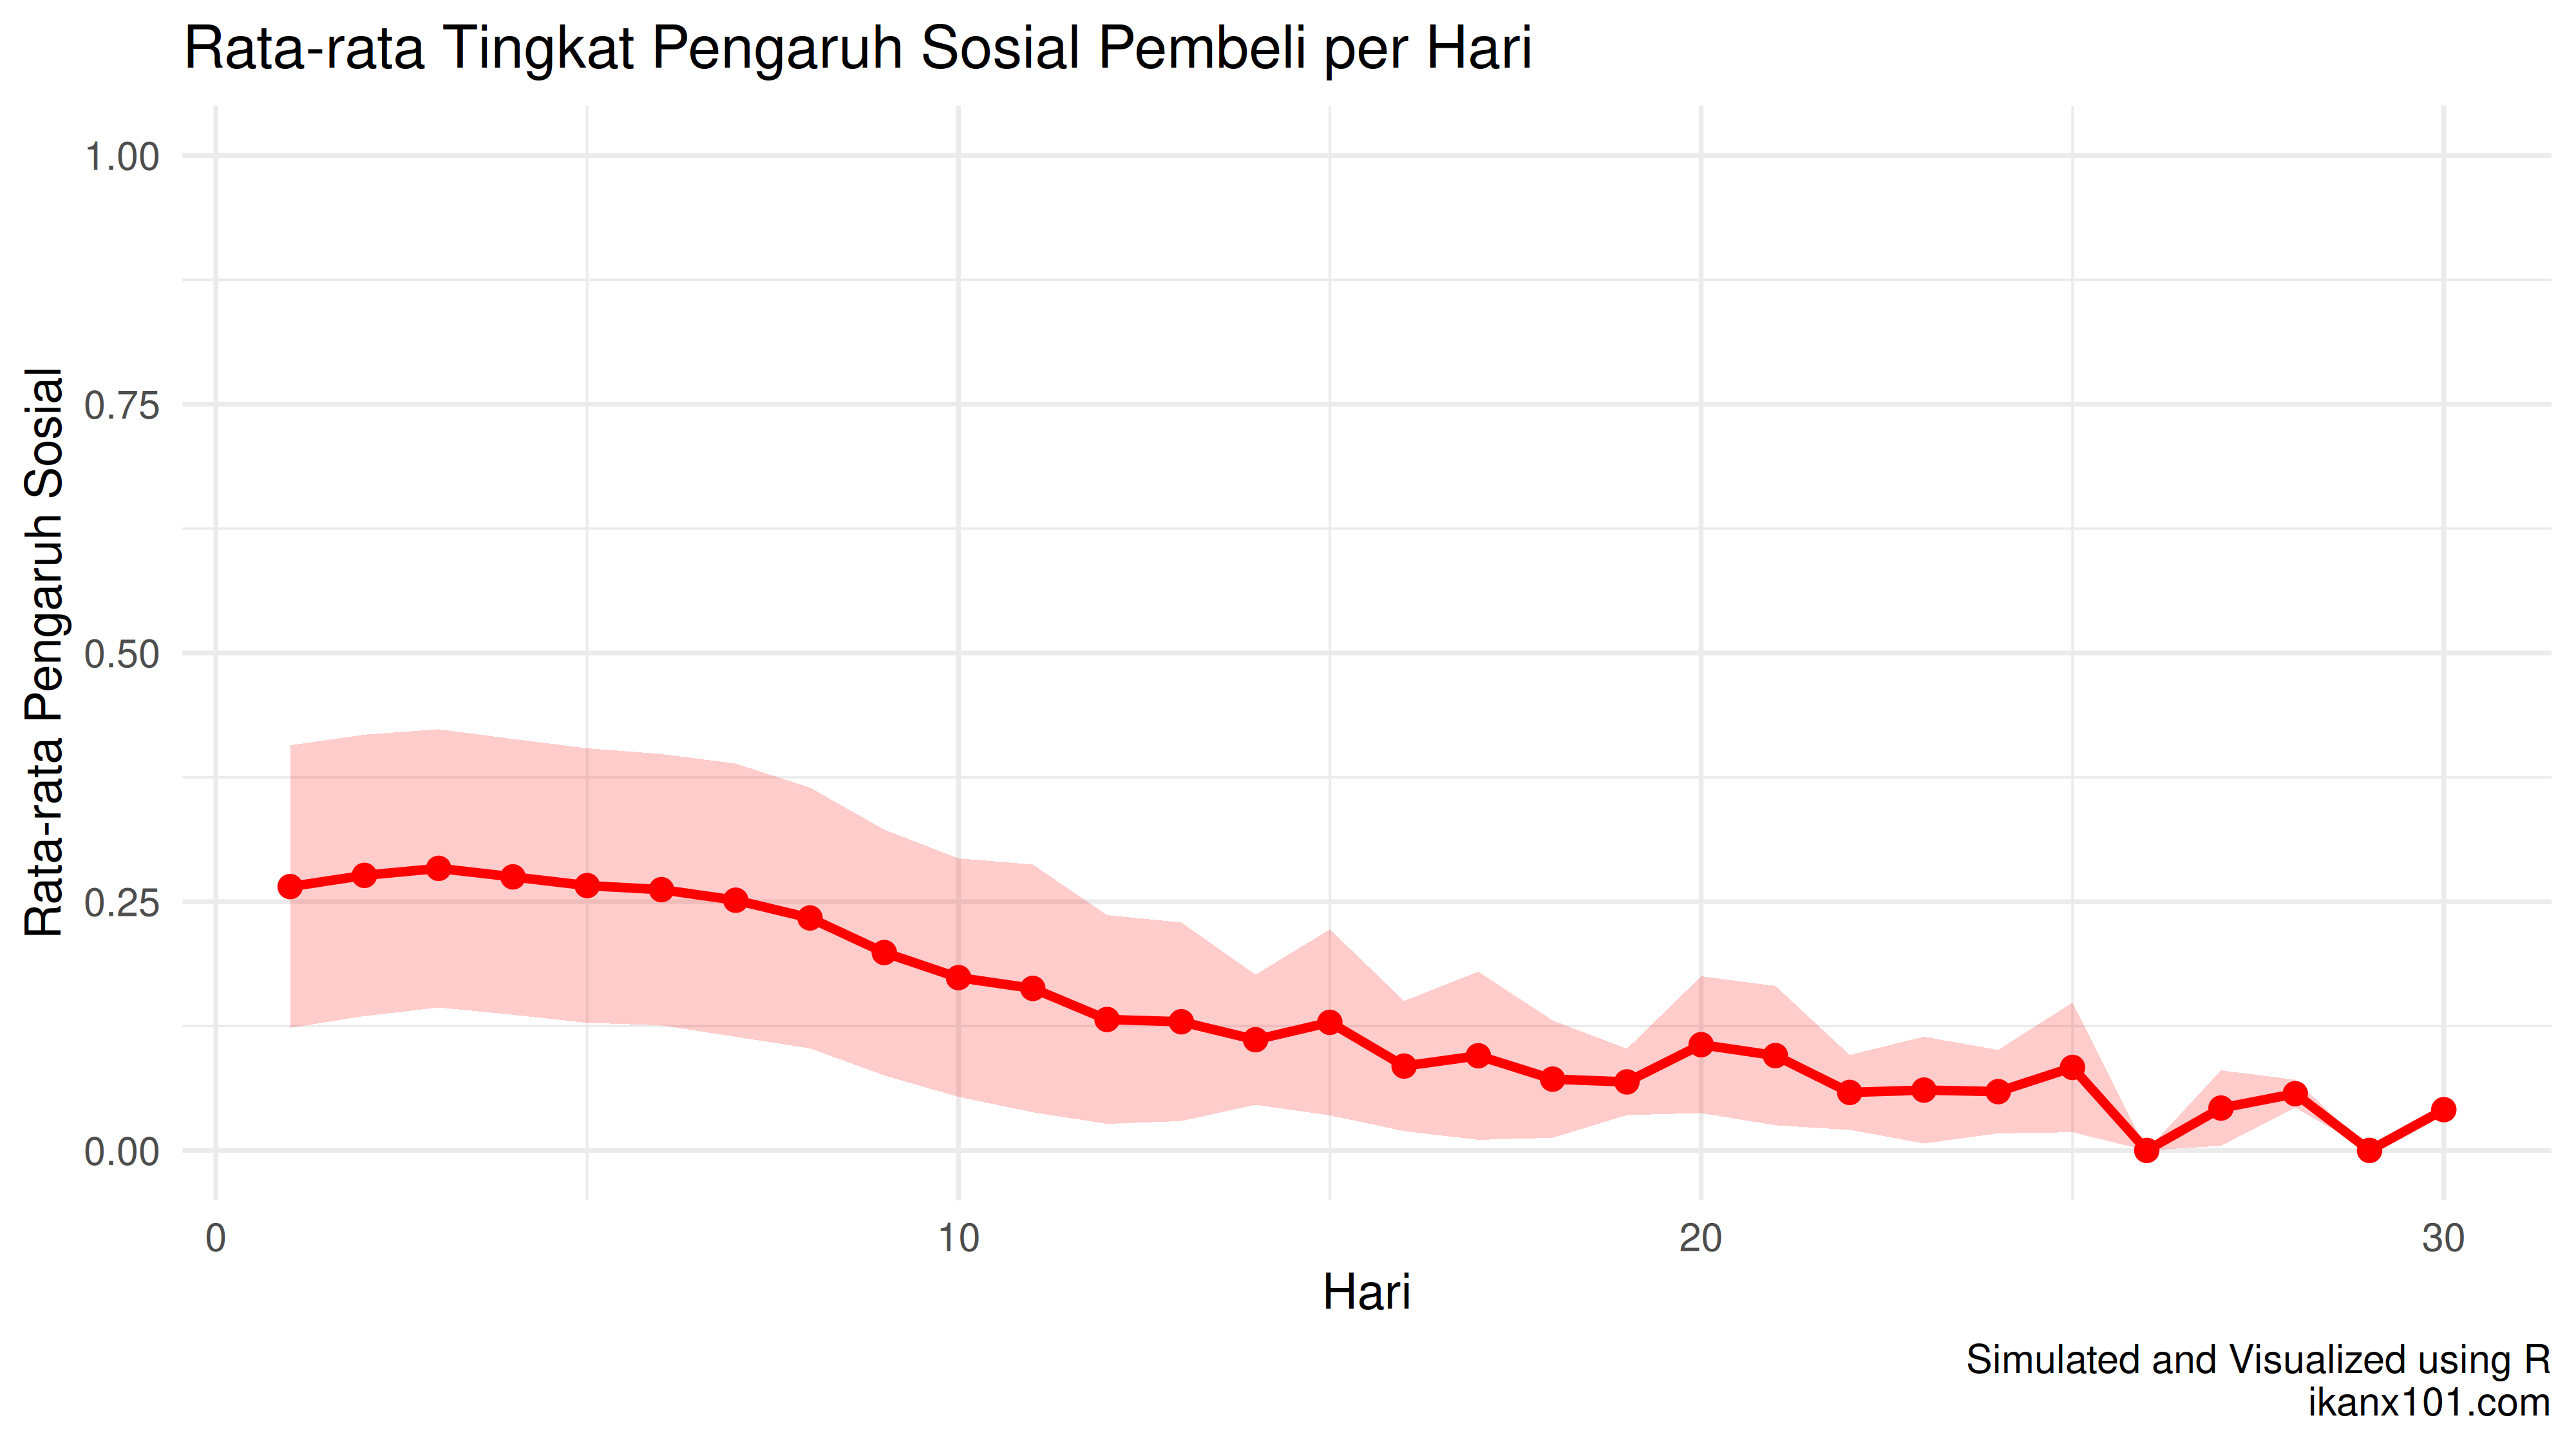 Rata-rata Tingkat Pengaruh Sosial Pembeli per Hari
Rata-rata Pengaruh Sosial
1.00
0.75
0.50
0.25
0.00
0 10 20 30
Hari
Simulated and Visualized using R
ikanx101.com